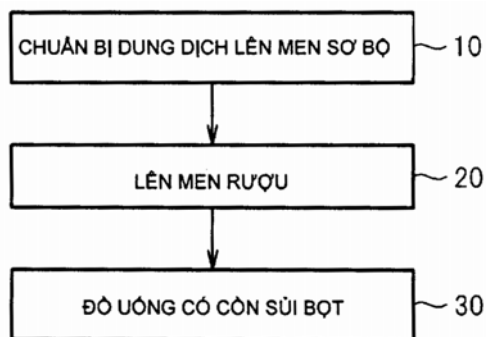 CHUẨN BỊ DUNG DỊCH LÊN MEN SƠ BỘ 10
LÊN MEN RƯỢU 20
ĐỒ UỐNG CÓ CỒN SỦI BỌT 30